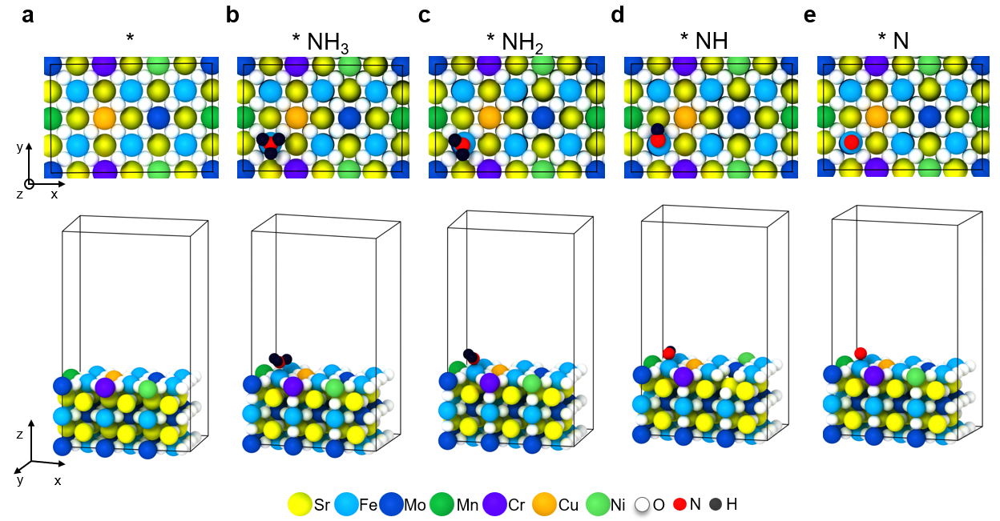 a b c d e
* * NH₃ * NH₂ * NH * N
y
z x
z
y x
Sr Fe Mo Mn Cr Cu Ni O N H